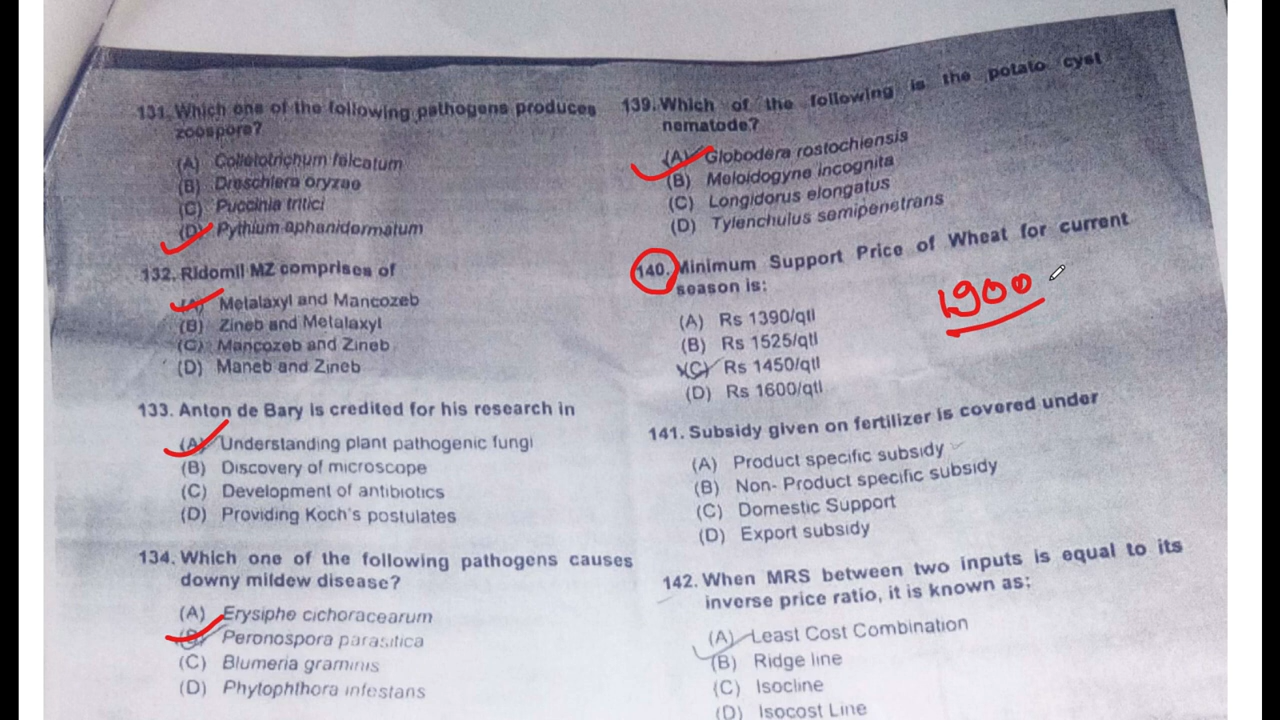 131. Which one of the following pathogens produces
zoospore?
(A) Colletotrichum falcatum
(B) Dreschlera oryzae
(C) Puccinia tritici
(D) Pythium aphanidermatum
132. Ridomil MZ comprises of
(A) Metalaxyl and Mancozeb
(B) Zineb and Metalaxyl
(C) Mancozeb and Zineb
(D) Maneb and Zineb
133. Anton de Bary is credited for his research in
(A) Understanding plant pathogenic fungi
(B) Discovery of microscope
(C) Development of antibiotics
(D) Providing Koch's postulates
134. Which one of the following pathogens causes
downy mildew disease?
(A) Erysiphe cichoracearum
(B) Peronospora parasitica
(C) Blumeria graminis
(D) Phytophthora infestans
139. Which of the following is the potato cyst
nematode?
(A) Globodera rostochiensis
(B) Meloidogyne incognita
(C) Longidorus elongatus
(D) Tylenchulus semipenetrans
140. Minimum Support Price of Wheat for current
season is:
1900
(A) Rs 1390/qtl
(B) Rs 1525/qtl
(C) Rs 1450/qtl
(D) Rs 1600/qtl
141. Subsidy given on fertilizer is covered under
(A) Product specific subsidy
(B) Non- Product specific subsidy
(C) Domestic Support
(D) Export subsidy
142. When MRS between two inputs is equal to its
inverse price ratio, it is known as:
(A) Least Cost Combination
(B) Ridge line
(C) Isocline
(D) Isocost Line